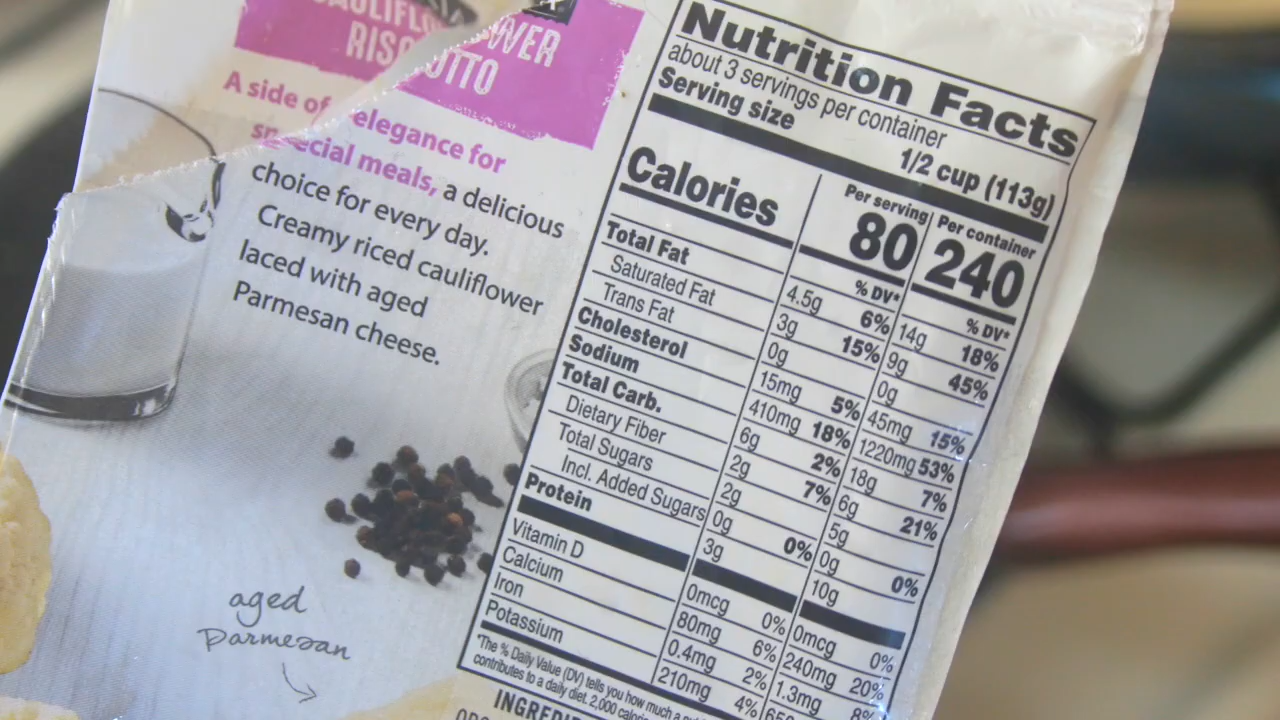 CAULIFLOWER
RISOTTO
A side of elegance for
special meals, a delicious
choice for every day.
Creamy riced cauliflower
laced with aged
Parmesan cheese.
aged
parmesan
Nutrition Facts
about 3 servings per container
Serving size 1/2 cup (113g)
Per serving Per container
Calories 80 240
% DV* % DV*
Total Fat 4.5g 6% 14g 18%
Saturated Fat 3g 15% 9g 45%
Trans Fat 0g 0g
Cholesterol 15mg 5% 45mg 15%
Sodium 410mg 18% 1220mg 53%
Total Carb. 6g 2% 18g 7%
Dietary Fiber 2g 7% 6g 21%
Total Sugars 2g 5g
Incl. Added Sugars 0g 0% 0g 0%
Protein 3g 10g
Vitamin D 0mcg 0% 0mcg 0%
Calcium 80mg 6% 240mg 20%
Iron 0.4mg 2% 1.3mg 8%
Potassium 210mg 4%
*The % Daily Value (DV) tells you how much a
contributes to a daily diet. 2,000